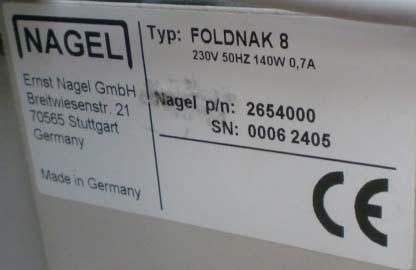 NAGEL
Ernst Nagel GmbH
Breitwiesenstr. 21
70565 Stuttgart
Germany
Made in Germany
Typ: FOLDNAK 8
230V 50HZ 140W 0,7A
Nagel p/n: 2654000
SN: 0006 2405
CE